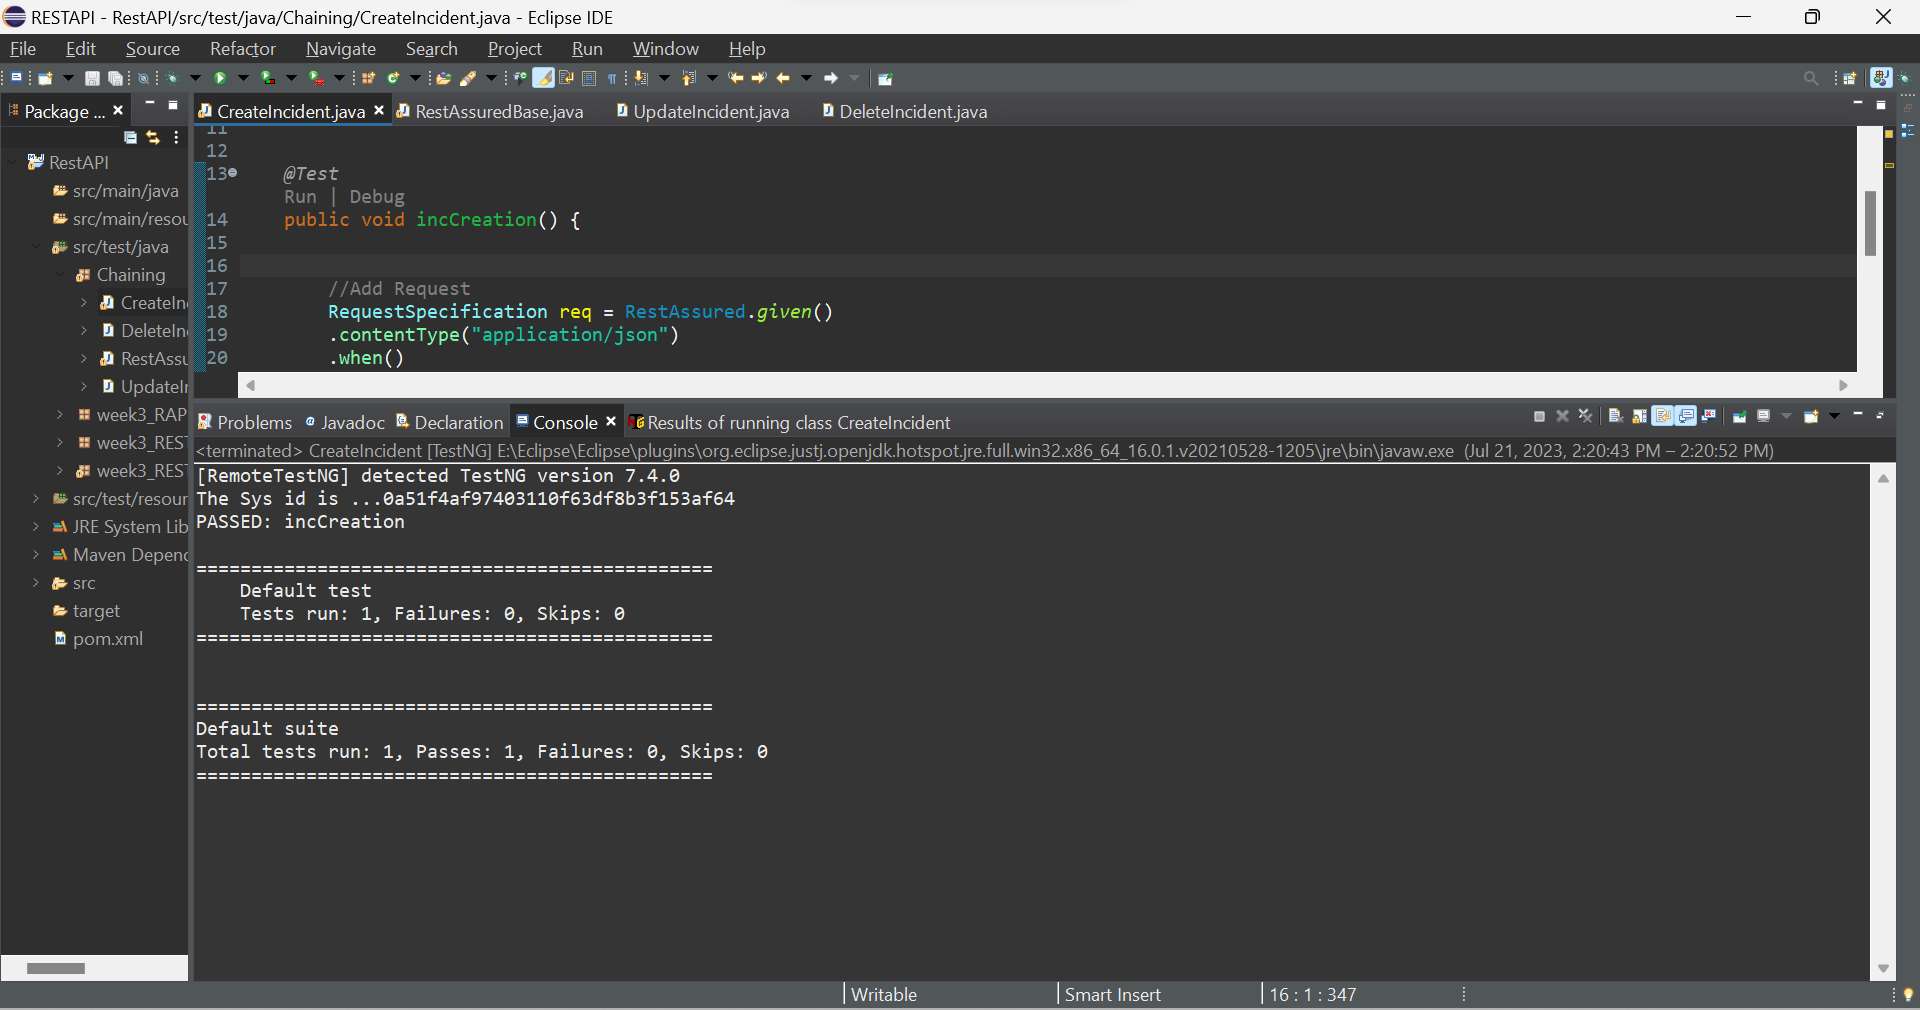 RESTAPI - RestAPI/src/test/java/Chaining/CreateIncident.java - Eclipse IDE
File Edit Source Refactor Navigate Search Project Run Window Help
Package ...
CreateIncident.java RestAssuredBase.java UpdateIncident.java DeleteIncident.java
RestAPI
src/main/java
src/main/resou
src/test/java
Chaining
CreateIn
DeleteIn
RestAssu
UpdateIn
week3_RAP
week3_REST
week3_REST
src/test/resour
JRE System Lib
Maven Depend
src
target
pom.xml
11
12
13 @Test
Run | Debug
14 public void incCreation() {
15
16
17 //Add Request
18 RequestSpecification req = RestAssured.given()
19 .contentType("application/json")
20 .when()
Problems Javadoc Declaration Console Results of running class CreateIncident
<terminated> CreateIncident [TestNG] E:\Eclipse\Eclipse\plugins\org.eclipse.justj.openjdk.hotspot.jre.full.win32.x86_64_16.0.1.v20210528-1205\jre\bin\javaw.exe (Jul 21, 2023, 2:20:43 PM – 2:20:52 PM)
[RemoteTestNG] detected TestNG version 7.4.0
The Sys id is ...0a51f4af97403110f63df8b3f153af64
PASSED: incCreation
===============================================
Default test
Tests run: 1, Failures: 0, Skips: 0
===============================================
===============================================
Default suite
Total tests run: 1, Passes: 1, Failures: 0, Skips: 0
===============================================
Writable Smart Insert 16 : 1 : 347